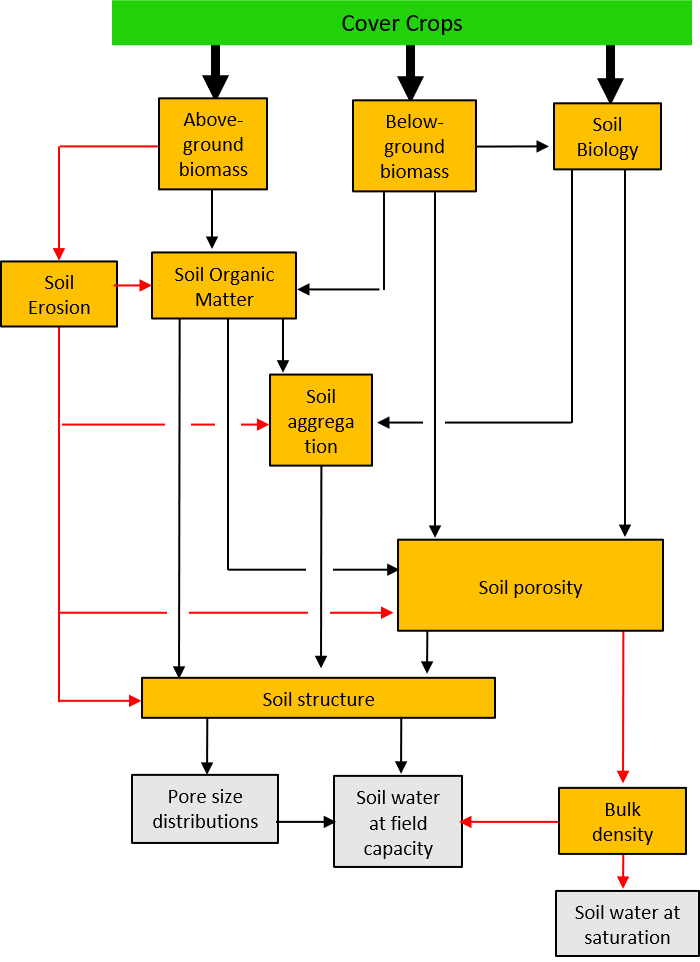 Cover Crops
Above-
ground
biomass
Below-
ground
biomass
Soil
Biology
Soil
Erosion
Soil Organic
Matter
Soil
aggrega
tion
Soil porosity
Soil structure
Pore size
distributions
Soil water
at field
capacity
Bulk
density
Soil water at
saturation